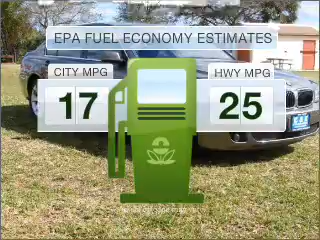 EPA FUEL ECONOMY ESTIMATES
CITY MPG
HWY MPG
17
25